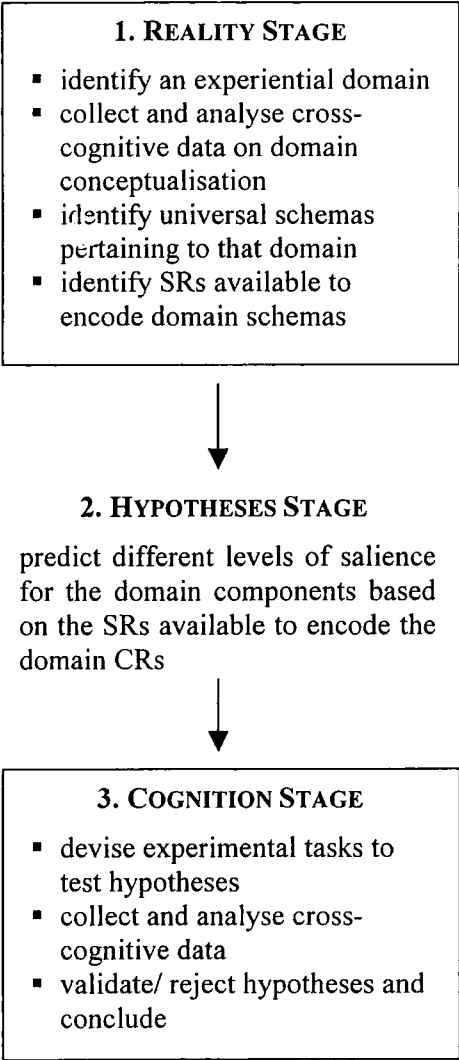 1. REALITY STAGE
▪ identify an experiential domain
▪ collect and analyse cross-
cognitive data on domain
conceptualisation
▪ identify universal schemas
pertaining to that domain
▪ identify SRs available to
encode domain schemas
2. HYPOTHESES STAGE
predict different levels of salience
for the domain components based
on the SRs available to encode the
domain CRs
3. COGNITION STAGE
▪ devise experimental tasks to
test hypotheses
▪ collect and analyse cross-
cognitive data
▪ validate/ reject hypotheses and
conclude